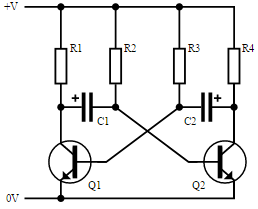 +V
R1 R2 R3 R4
+ C1 C2 +
Q1 Q2
0V